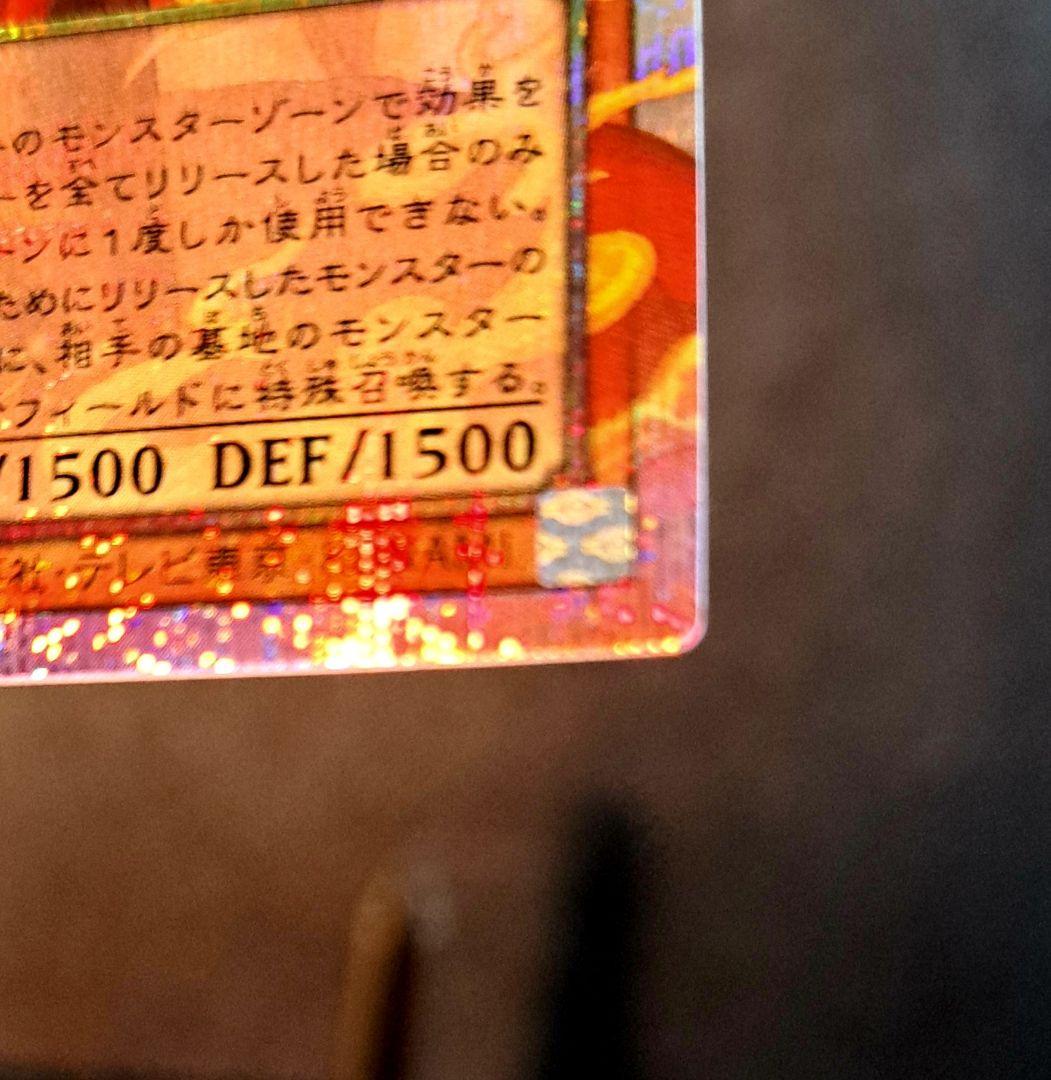 のモンスターゾーンで効果を
ーを全てリリースした場合のみ
ーンに1度しか使用できない。
ためにリリースしたモンスターの
に、相手の墓地のモンスター
フィールドに特殊召喚する。
/1500 DEF/1500
社・テレビ東京